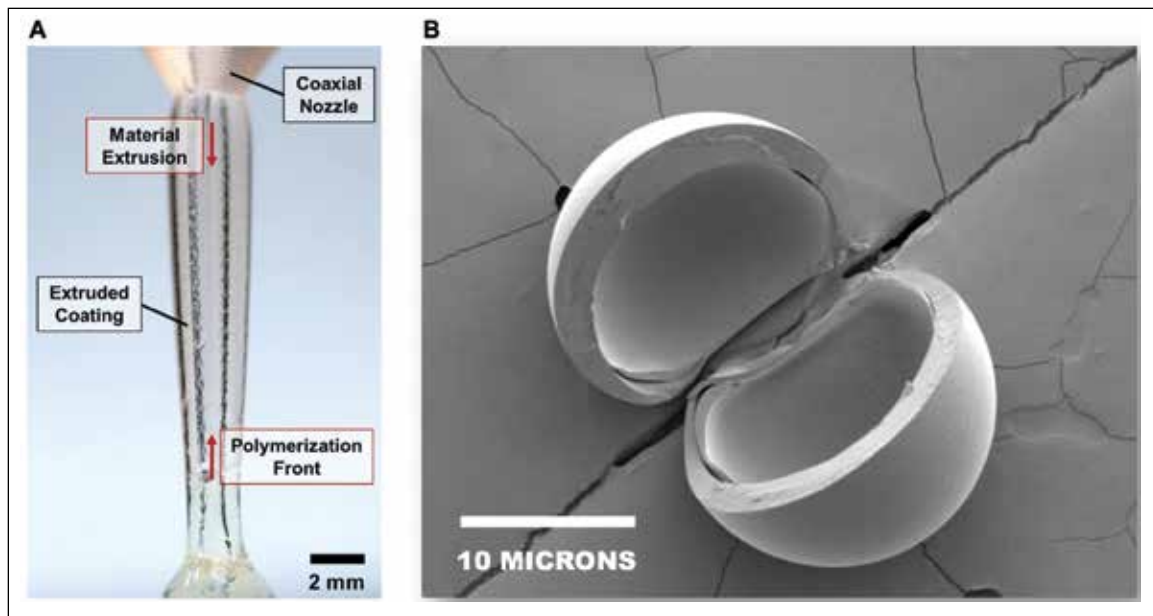 A
Coaxial
Nozzle
Material
Extrusion
Extruded
Coating
Polymerization
Front
2 mm
B
10 MICRONS